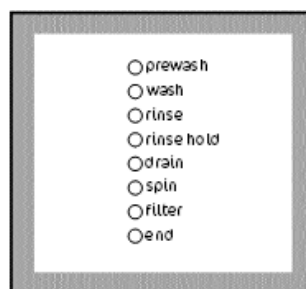 prewash
wash
rinse
rinse hold
drain
spin
filter
end